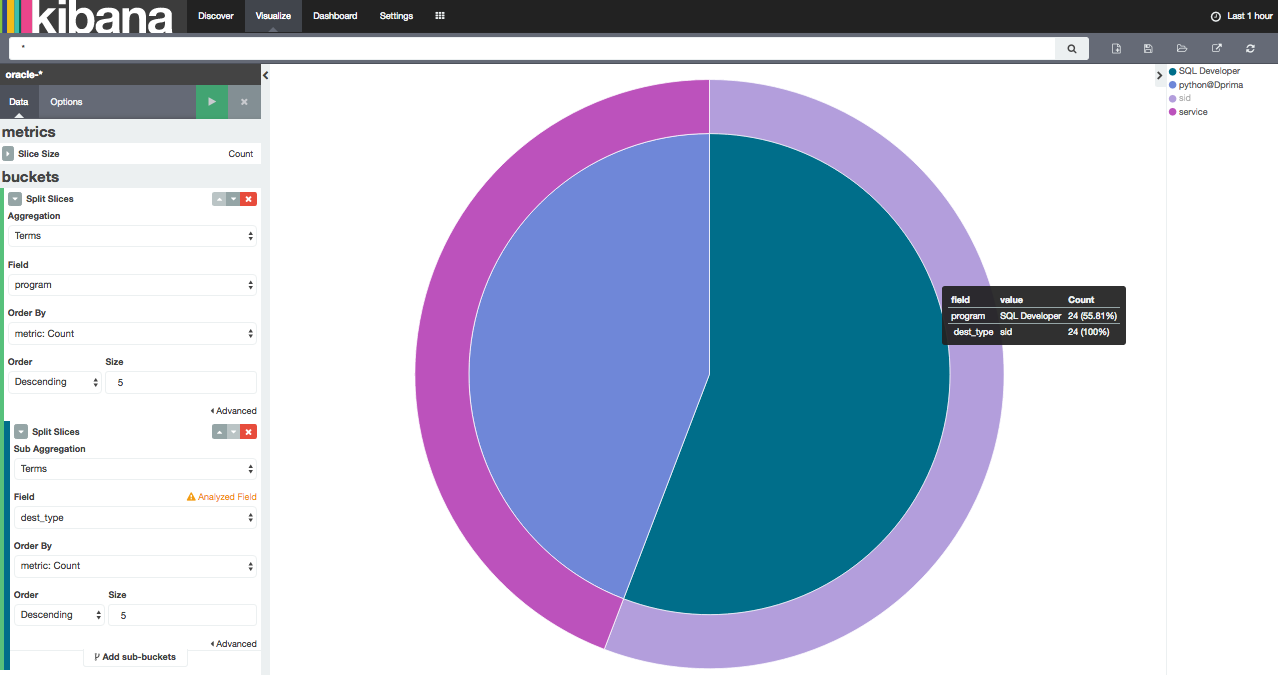 kibana
Discover Visualize Dashboard Settings Last 1 hour
*
oracle-*
Data Options
metrics
Slice Size Count
buckets
Split Slices
Aggregation
Terms
Field
program
Order By
metric: Count
Order Size
Descending 5
Advanced
Split Slices
Sub Aggregation
Terms
Field Analyzed Field
dest_type
Order By
metric: Count
Order Size
Descending 5
Advanced
Add sub-buckets
field value Count
program SQL Developer 24 (55.81%)
dest_type sid 24 (100%)
SQL Developer
python@Dprima
sid
service